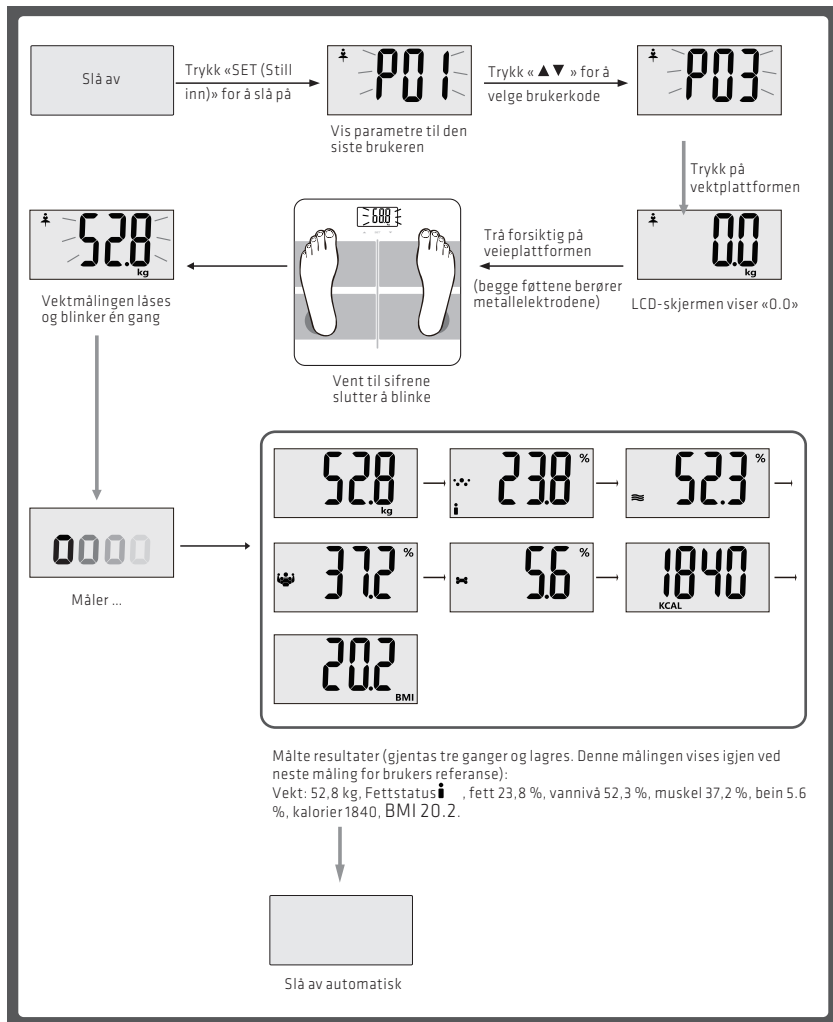 Slå av
Trykk «SET (Still
inn)» for å slå på
P01
Vis parametre til den
siste brukeren
Trykk « ▲▼ » for å
velge brukerkode
P03
Trykk på
vektplattformen
0.0
kg
LCD-skjermen viser «0.0»
Trå forsiktig på
veieplattformen
(begge føttene berører
metallelektrodene)
68.8
Vent til sifrene
slutter å blinke
52.8
kg
Vektmålingen låses
og blinker én gang
Måler ...
52.8
kg
23.8 %
52.3 %
37.2 %
5.6 %
1840
KCAL
20.2
BMI
Målte resultater (gjentas tre ganger og lagres. Denne målingen vises igjen ved
neste måling for brukers referanse):
Vekt: 52,8 kg, Fettstatus , fett 23,8 %, vannivå 52,3 %, muskel 37,2 %, bein 5.6
%, kalorier 1840, BMI 20.2.
Slå av automatisk